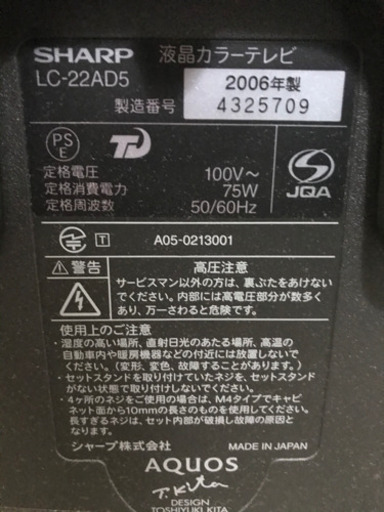 SHARP 液晶カラーテレビ
LC-22AD5 2006年製
製造番号 4325709
PS
E
定格電圧 100V～
定格消費電力 75W
定格周波数 50/60Hz
JQA
T A05-0213001
警告 高圧注意
サービスマン以外の方は、裏ぶたをあけないで
ください。内部には高電圧部分が数多く
あり、万一さわると危険です。
使用上のご注意
・湿度の高い場所、直射日光のあたる場所、高温の
自動車内や暖房機器などの付近には放置しないで
ください。(変形、変色、故障することがあります。)
・セットスタンドを取り付けていたネジを、セットスタンド
がない状態で取り付けないでください。
・4ヶ所のネジをご使用の場合は、M4タイプでキャビ
ネット面から10mmの長さのものを使用してください。
長すぎるネジは、セット内部が破損し故障の原因と
なります。
シャープ株式会社 MADE IN JAPAN
AQUOS
T.Kita
DESIGN
TOSHIYUKI KITA